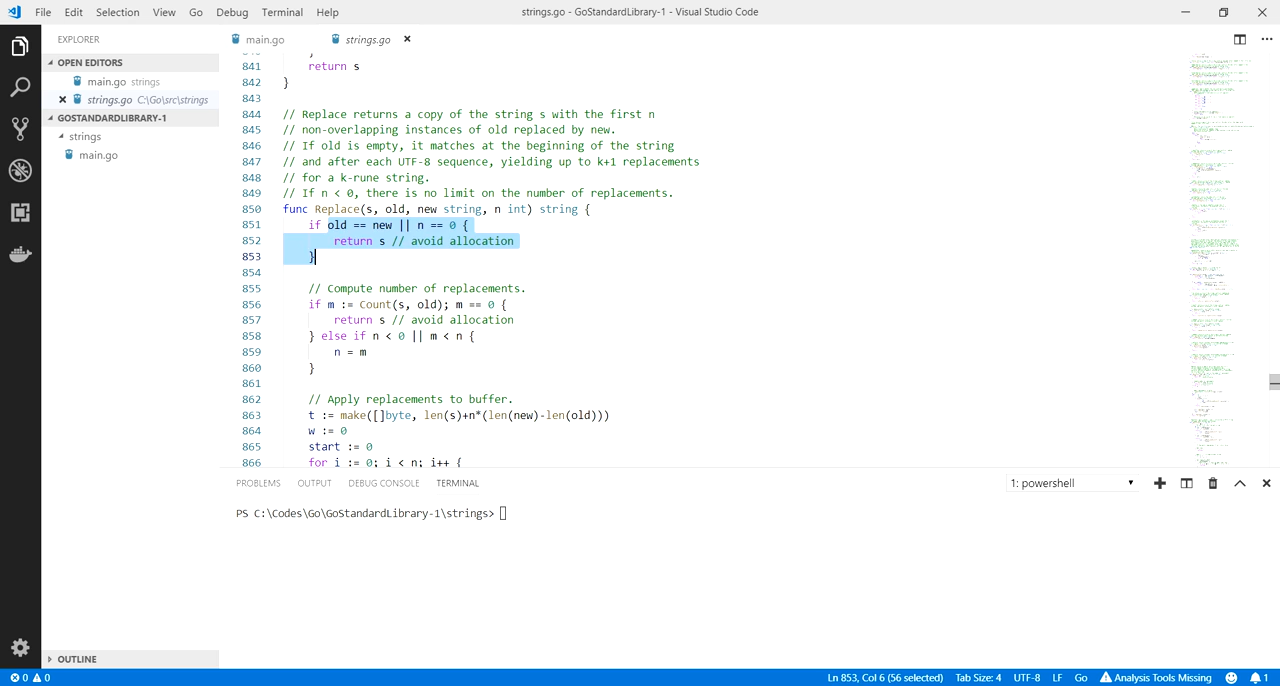 File Edit Selection View Go Debug Terminal Help
strings.go - GoStandardLibrary-1 - Visual Studio Code
EXPLORER
OPEN EDITORS
main.go strings
strings.go C:\Go\src\strings
GOSTANDARDLIBRARY-1
strings
main.go
OUTLINE
main.go
strings.go
841 return s
842 }
843
844 // Replace returns a copy of the string s with the first n
845 // non-overlapping instances of old replaced by new.
846 // If old is empty, it matches at the beginning of the string
847 // and after each UTF-8 sequence, yielding up to k+1 replacements
848 // for a k-rune string.
849 // If n < 0, there is no limit on the number of replacements.
850 func Replace(s, old, new string, n int) string {
851 if old == new || n == 0 {
852 return s // avoid allocation
853 }
854
855 // Compute number of replacements.
856 if m := Count(s, old); m == 0 {
857 return s // avoid allocation
858 } else if n < 0 || m < n {
859 n = m
860 }
861
862 // Apply replacements to buffer.
863 t := make([]byte, len(s)+n*(len(new)-len(old)))
864 w := 0
865 start := 0
866 for i := 0; i < n; i++ {
PROBLEMS OUTPUT DEBUG CONSOLE TERMINAL
1: powershell
PS C:\Codes\Go\GoStandardLibrary-1\strings>
0 0
Ln 853, Col 6 (56 selected) Tab Size: 4 UTF-8 LF Go Analysis Tools Missing 1